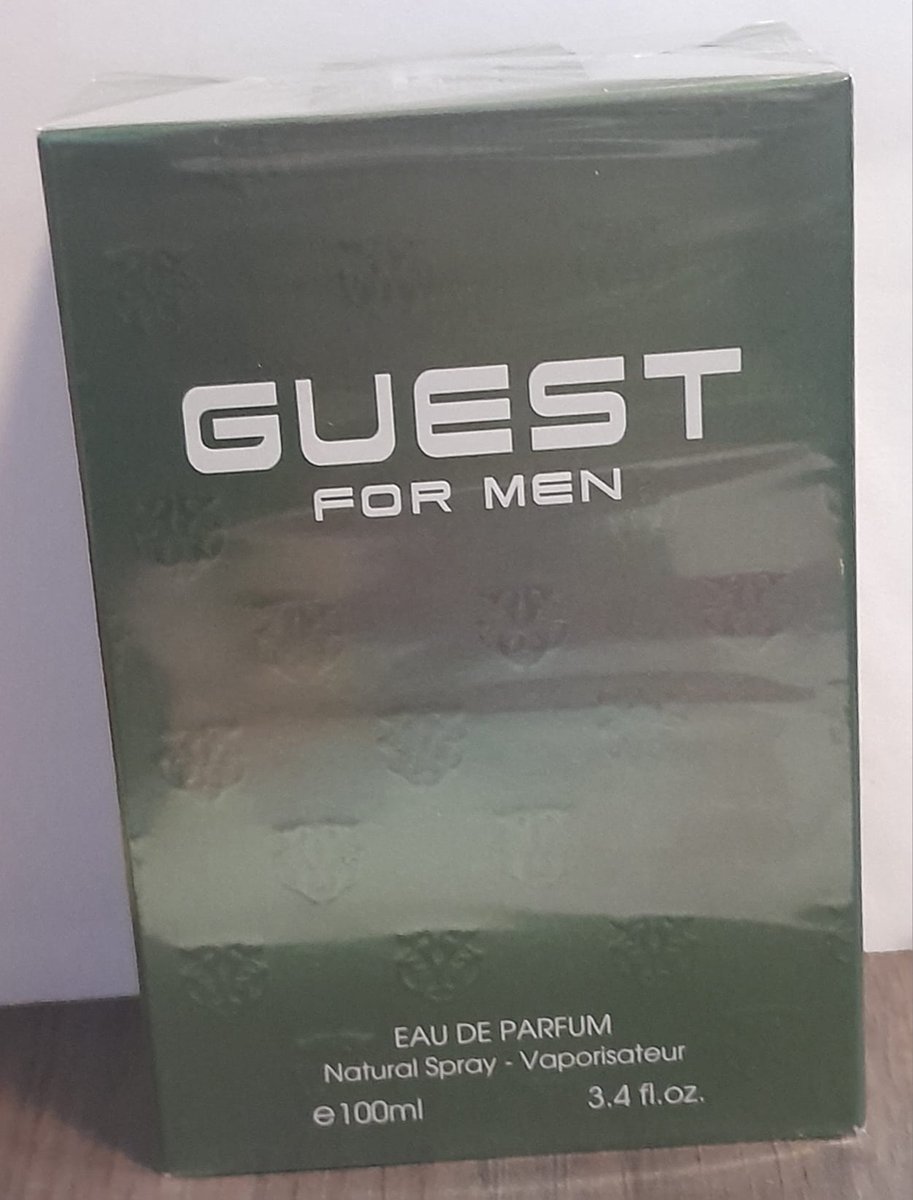 GUEST
FOR MEN
EAU DE PARFUM
Natural Spray - Vaporisateur
℮100ml 3.4 fl.oz.